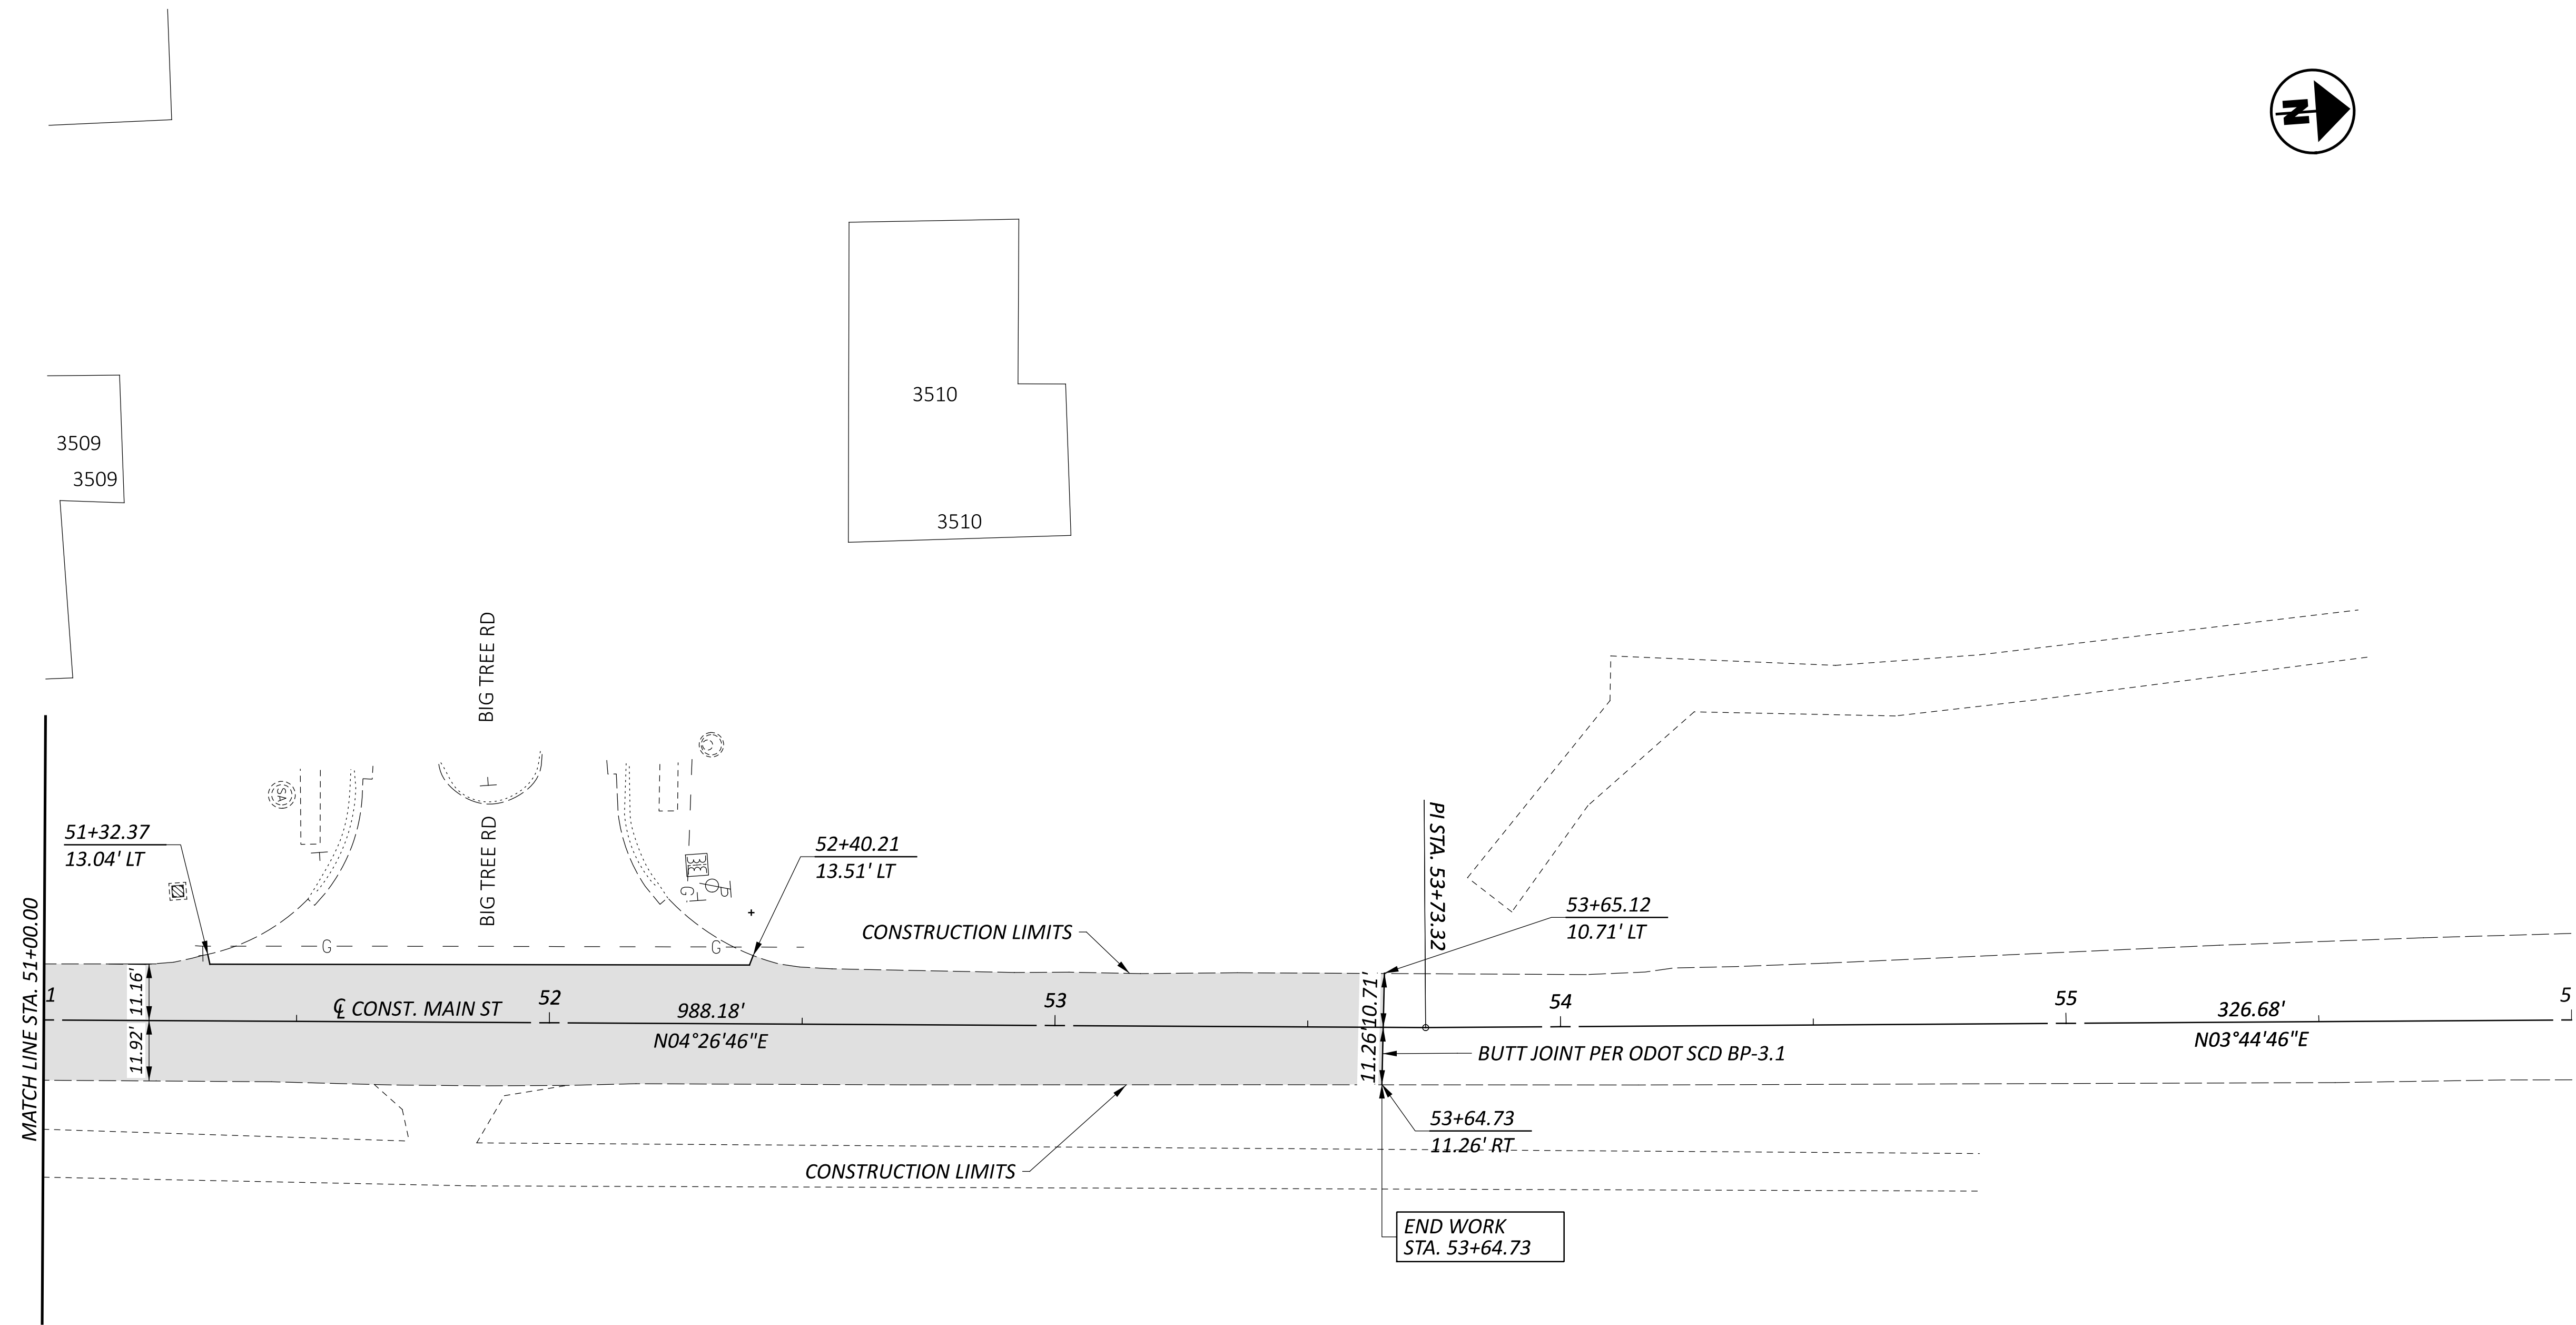 N
3510
3509
3509
3510
BIG TREE RD
SA
51+32.37
13.04' LT
BIG TREE RD
G
52+40.21
13.51' LT
PI STA. 53+73.32
53+65.12
10.71' LT
CONSTRUCTION LIMITS
G
G
MATCH LINE STA. 51+00.00
1
11.16'
11.92'
℄ CONST. MAIN ST
52
988.18'
N04°26'46"E
53
10.71'
11.26'
54
55
326.68'
N03°44'46"E
5
BUTT JOINT PER ODOT SCD BP-3.1
53+64.73
11.26' RT
CONSTRUCTION LIMITS
END WORK
STA. 53+64.73